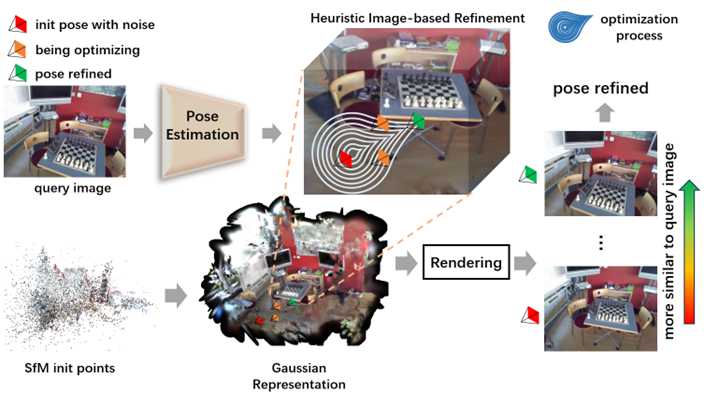 init pose with noise
being optimizing
pose refined
query image
Pose
Estimation
Heuristic Image-based Refinement
optimization
process
pose refined
more similar to query image
...
SfM init points
Gaussian
Representation
Rendering